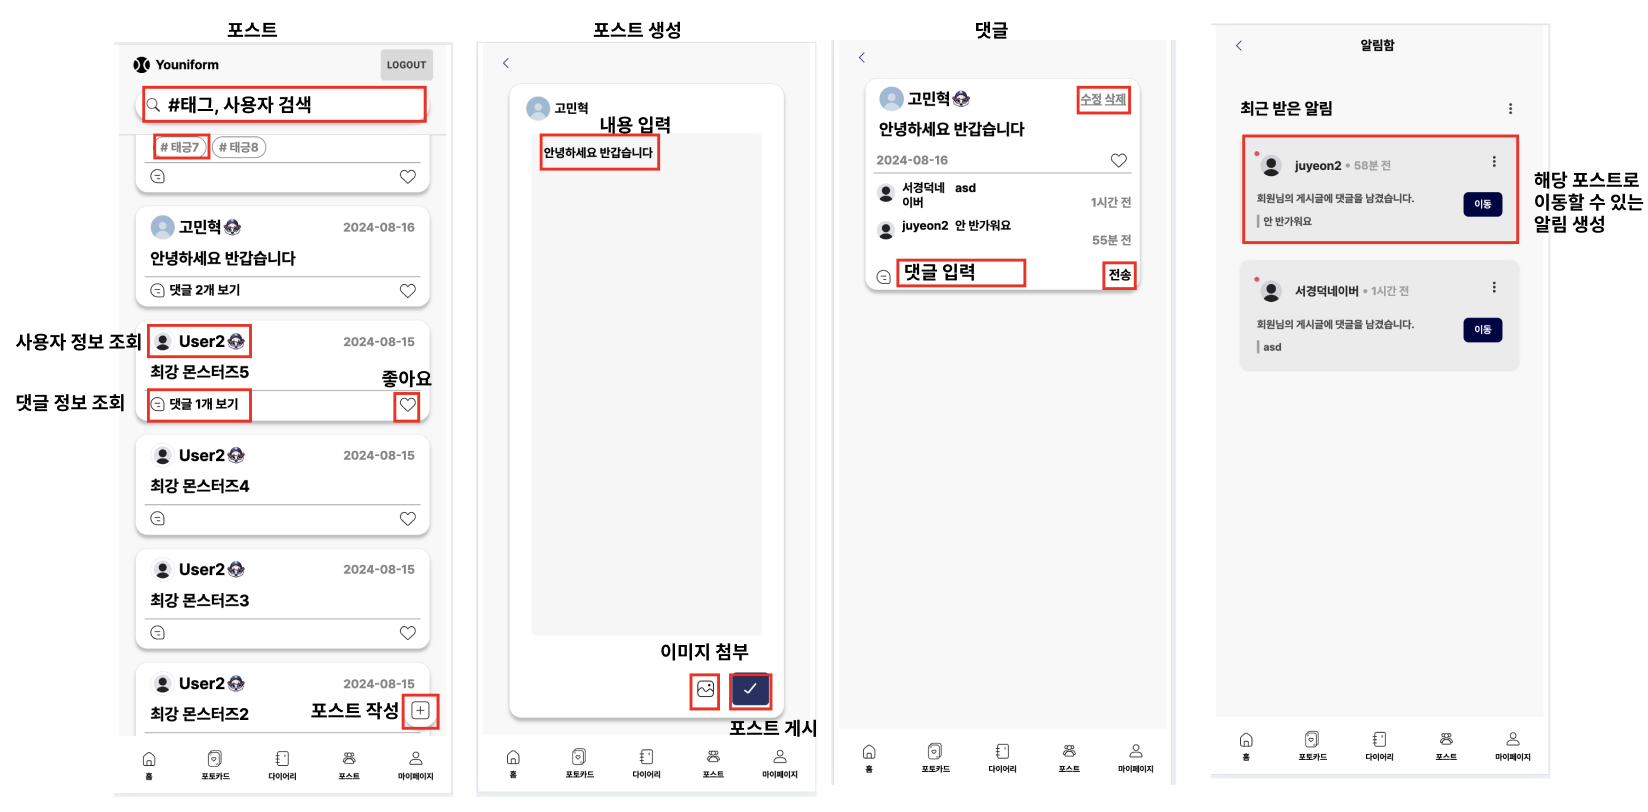 포스트
Youniform
LOGOUT
#태그, 사용자 검색
# 태긍7
# 태긍8
고민혁
2024-08-16
안녕하세요 반갑습니다
댓글 2개 보기
사용자 정보 조회
User2
2024-08-15
최강 몬스터즈5
좋아요
댓글 정보 조회
댓글 1개 보기
User2
2024-08-15
최강 몬스터즈4
User2
2024-08-15
최강 몬스터즈3
User2
2024-08-15
최강 몬스터즈2
포스트 작성
홈
포토카드
다이어리
포스트
마이페이지
포스트 생성
고민혁
내용 입력
안녕하세요 반갑습니다
이미지 첨부
포스트 게시
홈
포토카드
다이어리
포스트
마이페이지
댓글
고민혁
수정 삭제
안녕하세요 반갑습니다
2024-08-16
서경덕네 asd
이버
1시간 전
juyeon2 안 반가워요
55분 전
댓글 입력
전송
홈
포토카드
다이어리
포스트
마이페이지
알림함
최근 받은 알림
juyeon2 • 58분 전
회원님의 게시글에 댓글을 남겼습니다.
이동
안 반가워요
해당 포스트로
이동할 수 있는
알림 생성
서경덕네이버 • 1시간 전
회원님의 게시글에 댓글을 남겼습니다.
이동
asd
홈
포토카드
다이어리
포스트
마이페이지